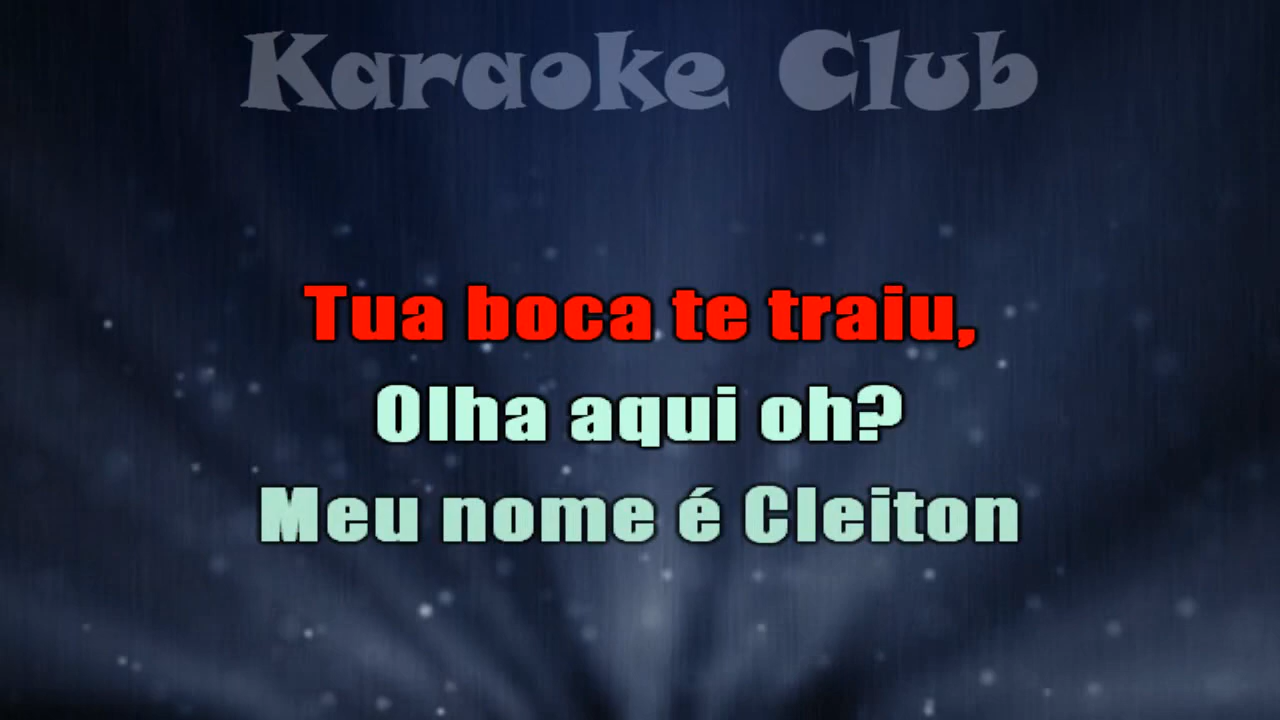 Karaoke Club
Tua boca te traiu,
Olha aqui oh?
Meu nome é Cleiton